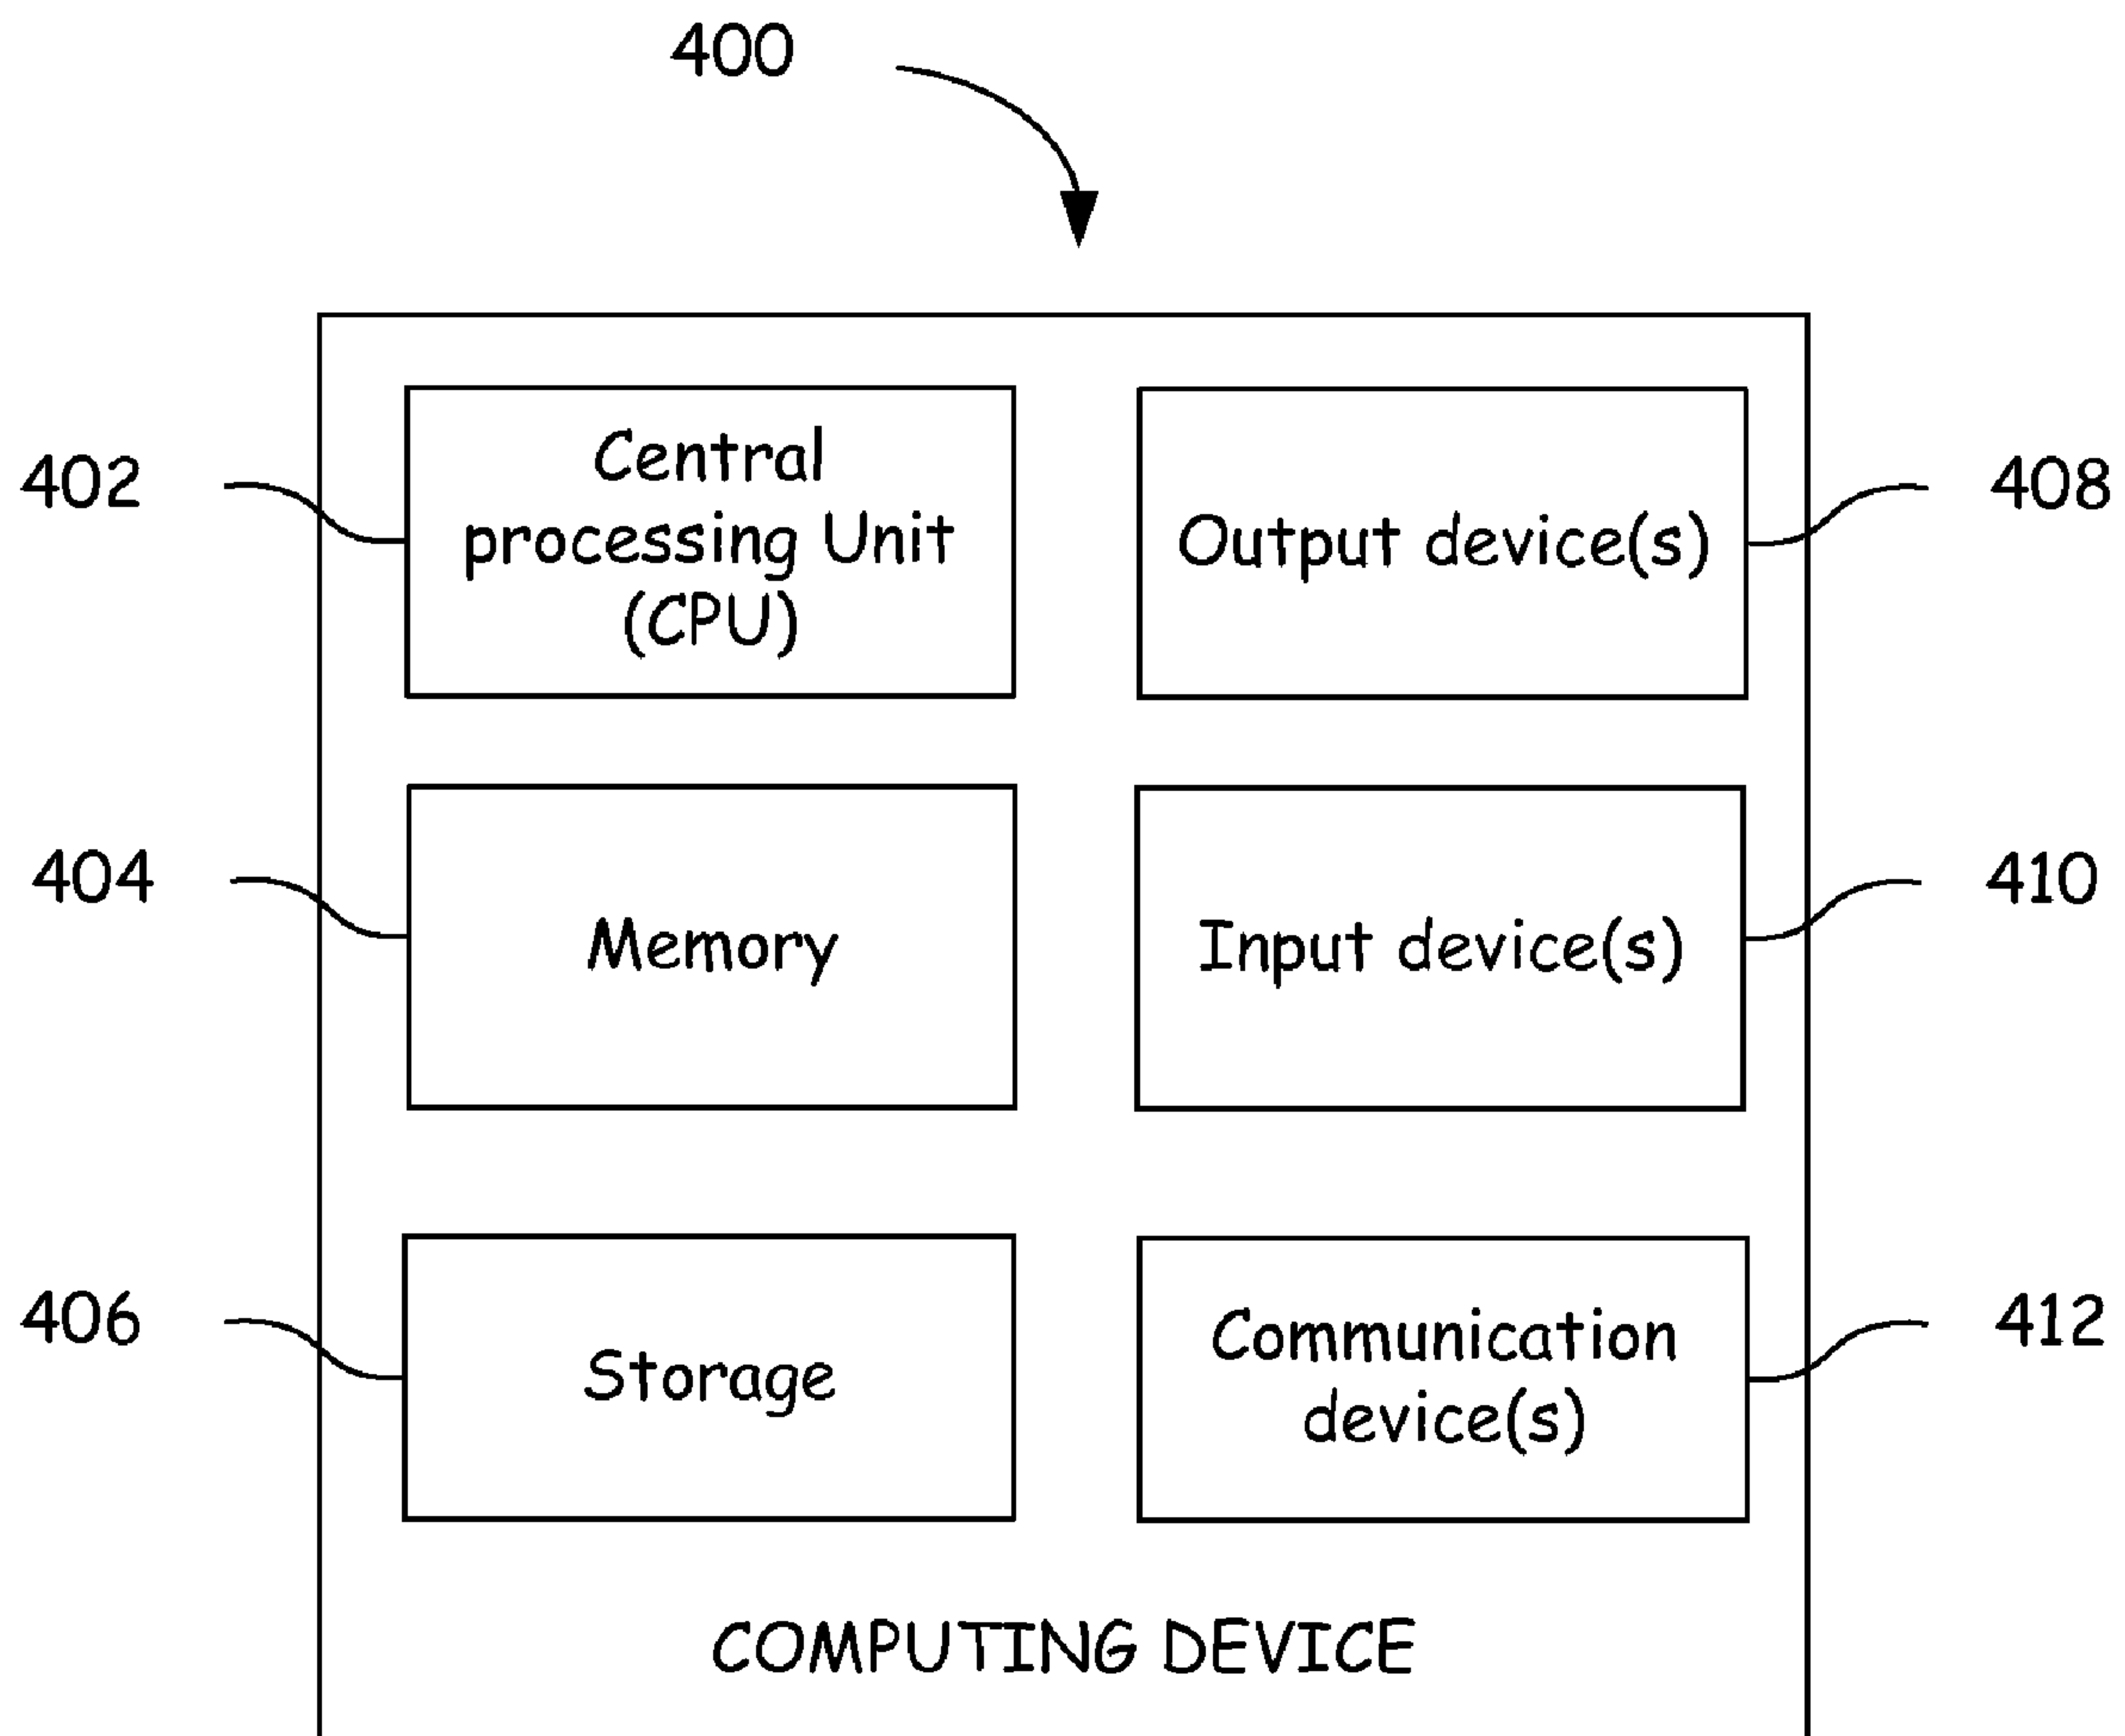 400
402
Central
processing Unit
(CPU)
Output device(s)
408
404
Memory
Input device(s)
410
406
Storage
Communication
device(s)
412
COMPUTING DEVICE